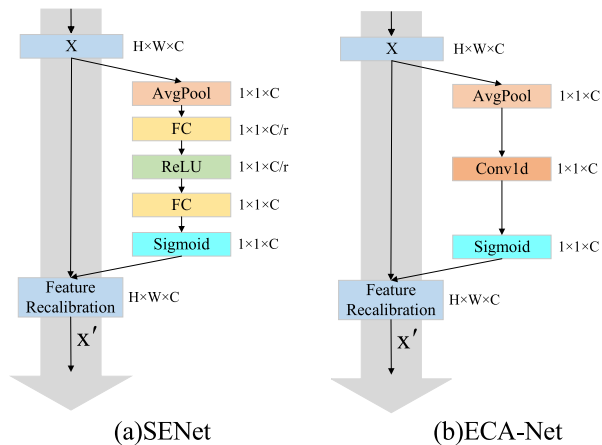 X H×W×C
AvgPool 1×1×C
FC 1×1×C/r
ReLU 1×1×C/r
FC 1×1×C
Sigmoid 1×1×C
Feature
Recalibration H×W×C
X′
(a)SENet
X H×W×C
AvgPool 1×1×C
Conv1d 1×1×C
Sigmoid 1×1×C
Feature
Recalibration H×W×C
X′
(b)ECA-Net